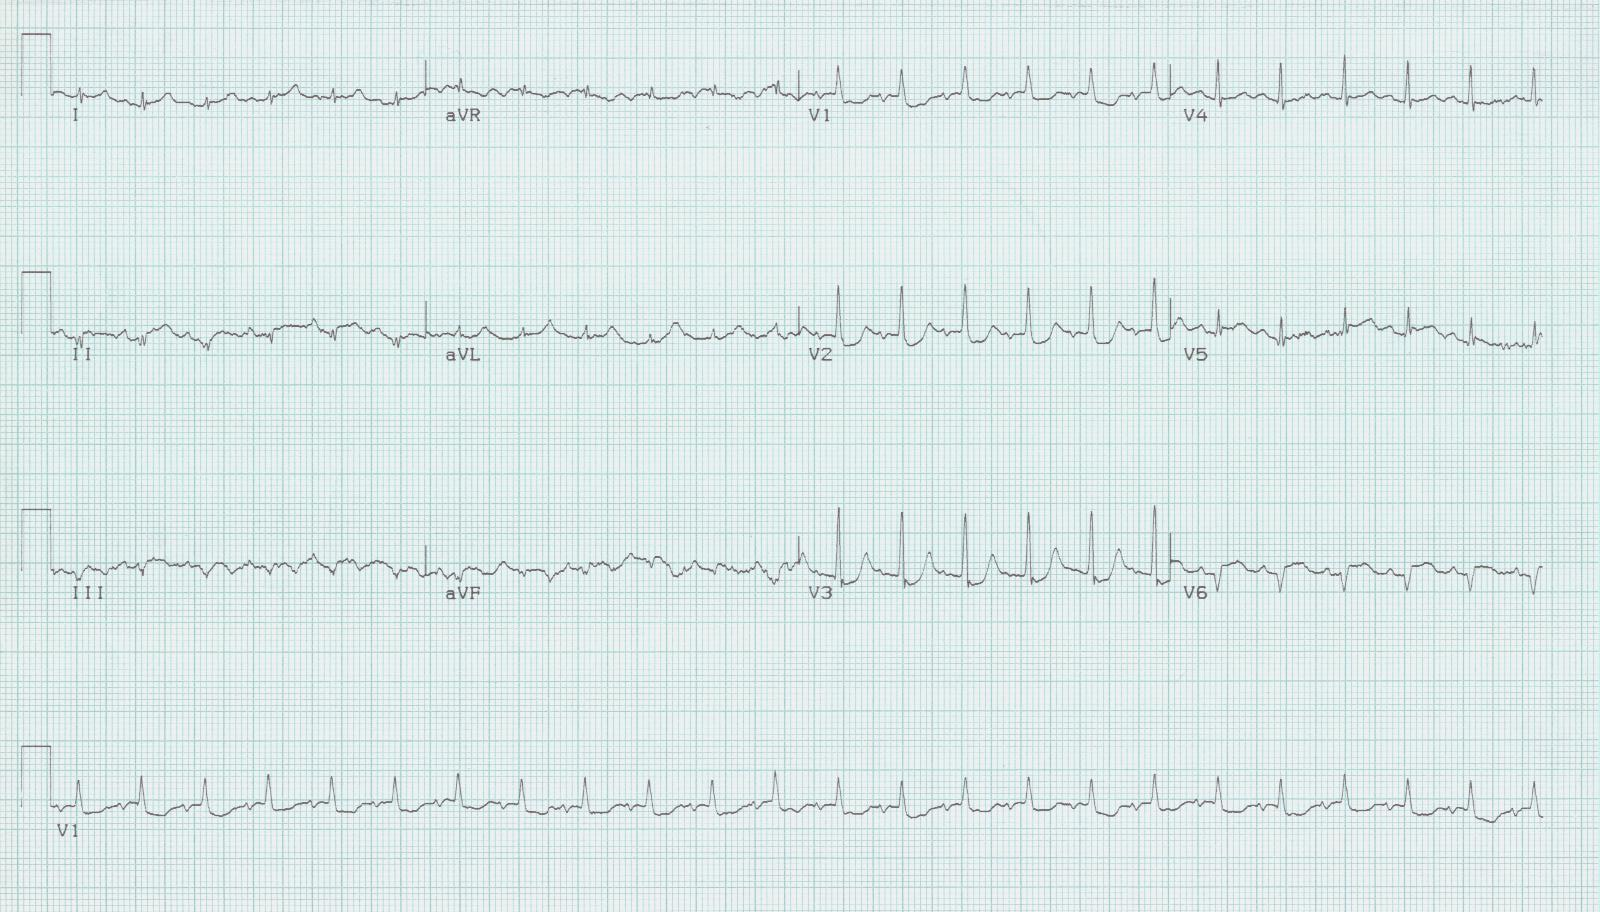 I aVR V1 V4
II aVL V2 V5
III aVF V3 V6
V1